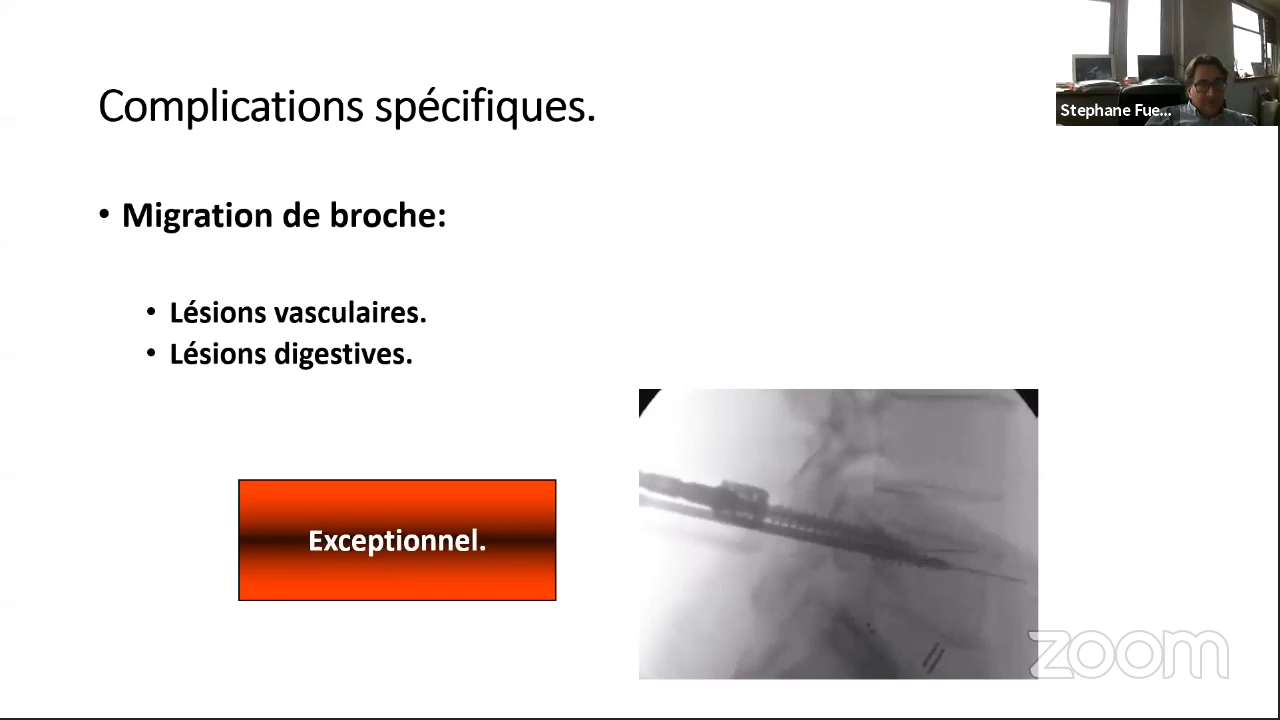 Complications spécifiques.
Stephane Fue...
• Migration de broche:
• Lésions vasculaires.
• Lésions digestives.
Exceptionnel.
zoom